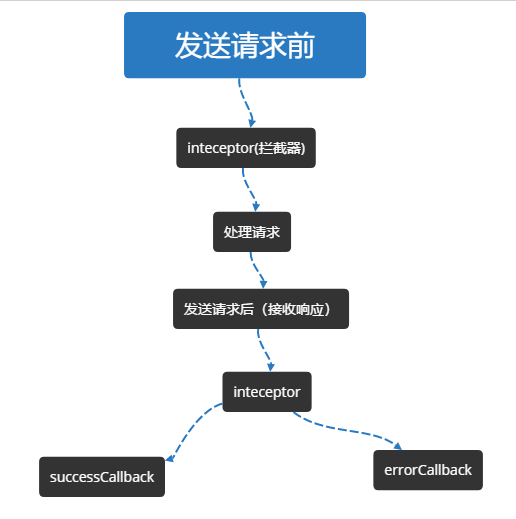 发送请求前
inteceptor(拦截器)
处理请求
发送请求后（接收响应）
inteceptor
successCallback
errorCallback